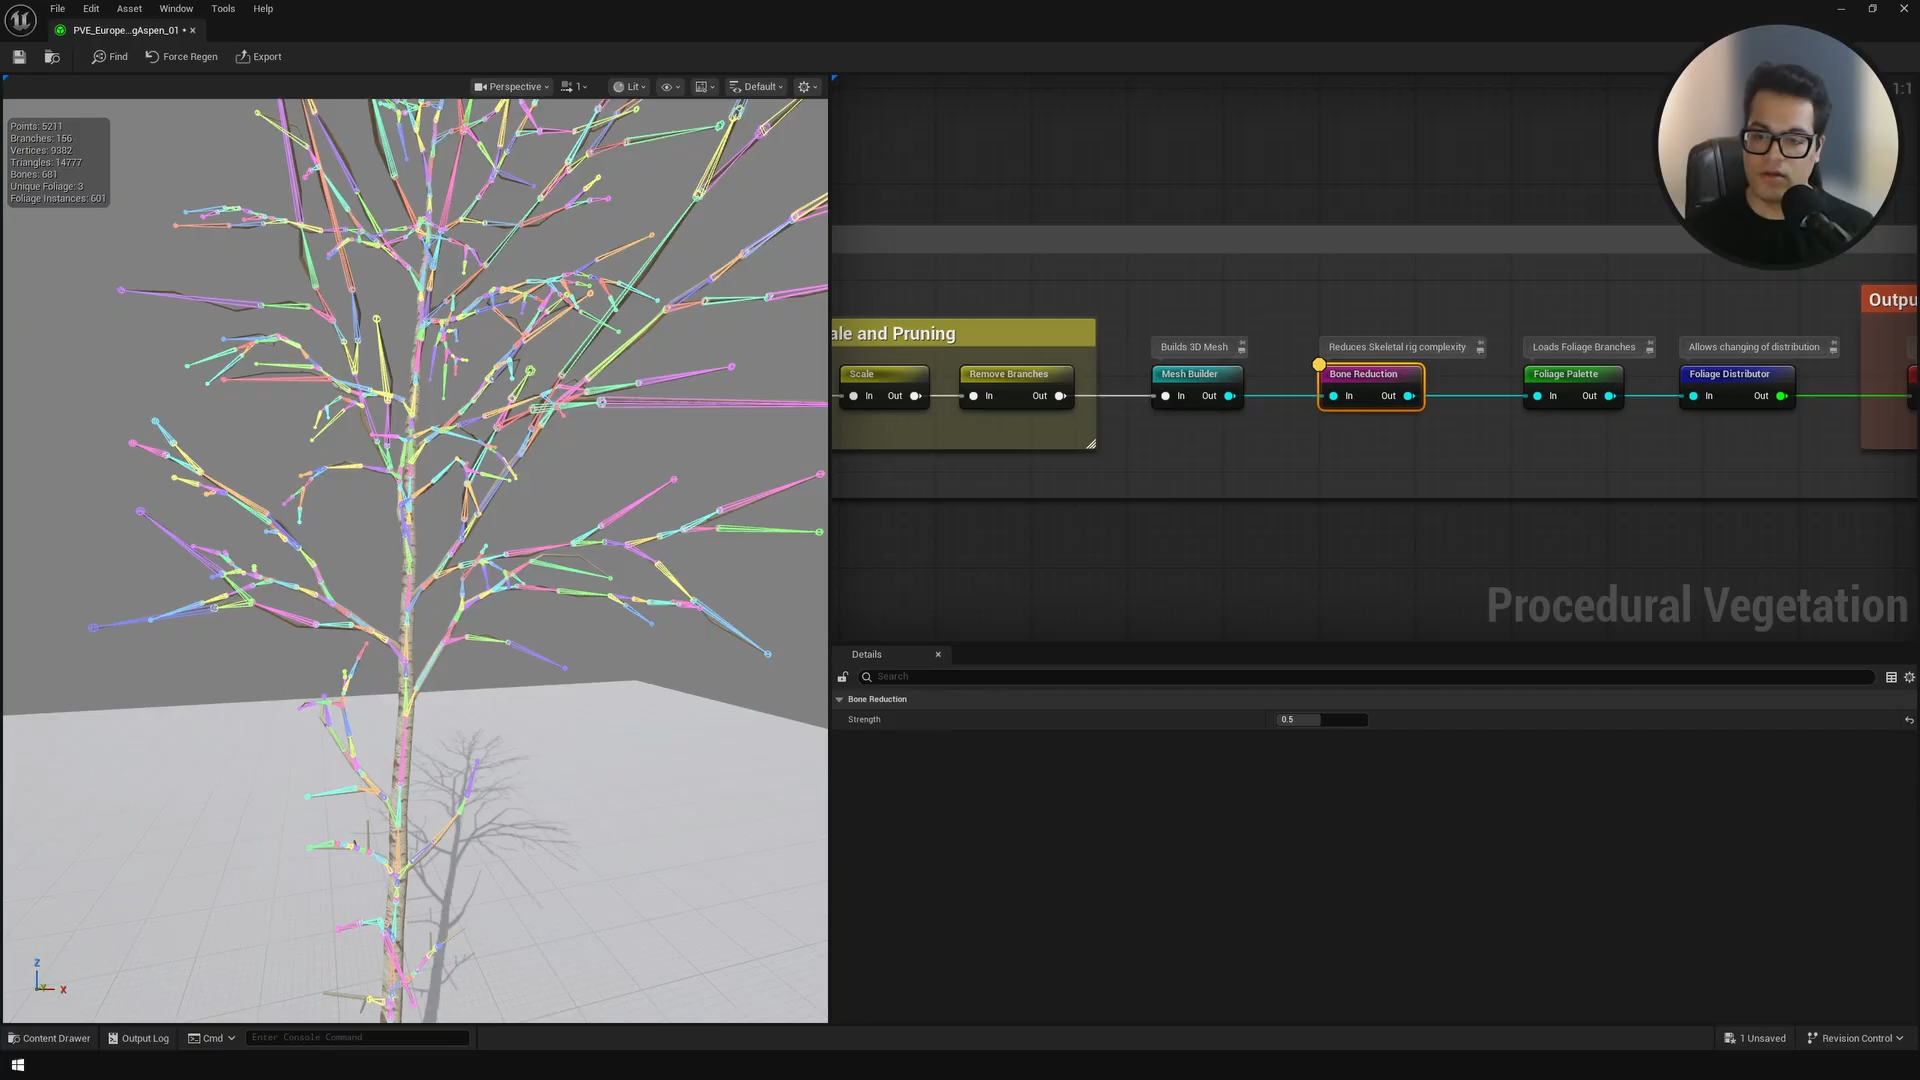 File Edit Asset Window Tools Help
PVE_Europe...gAspen_01
Find Force Regen Export
Perspective 1 Lit Default
1:1
Points: 5211
Branches: 156
Vertices: 9382
Triangles: 14777
Bones: 681
Unique Foliage: 3
Foliage Instances: 601
Outpu
ale and Pruning
Builds 3D Mesh
Reduces Skeletal rig complexity
Loads Foliage Branches
Allows changing of distribution
Scale
Remove Branches
Mesh Builder
Bone Reduction
Foliage Palette
Foliage Distributor
In Out
In Out
In Out
In Out
In Out
In Out
Procedural Vegetation
Details
Search
Bone Reduction
Strength 0.5
Z
X
Content Drawer Output Log Cmd Enter Console Command 1 Unsaved Revision Control